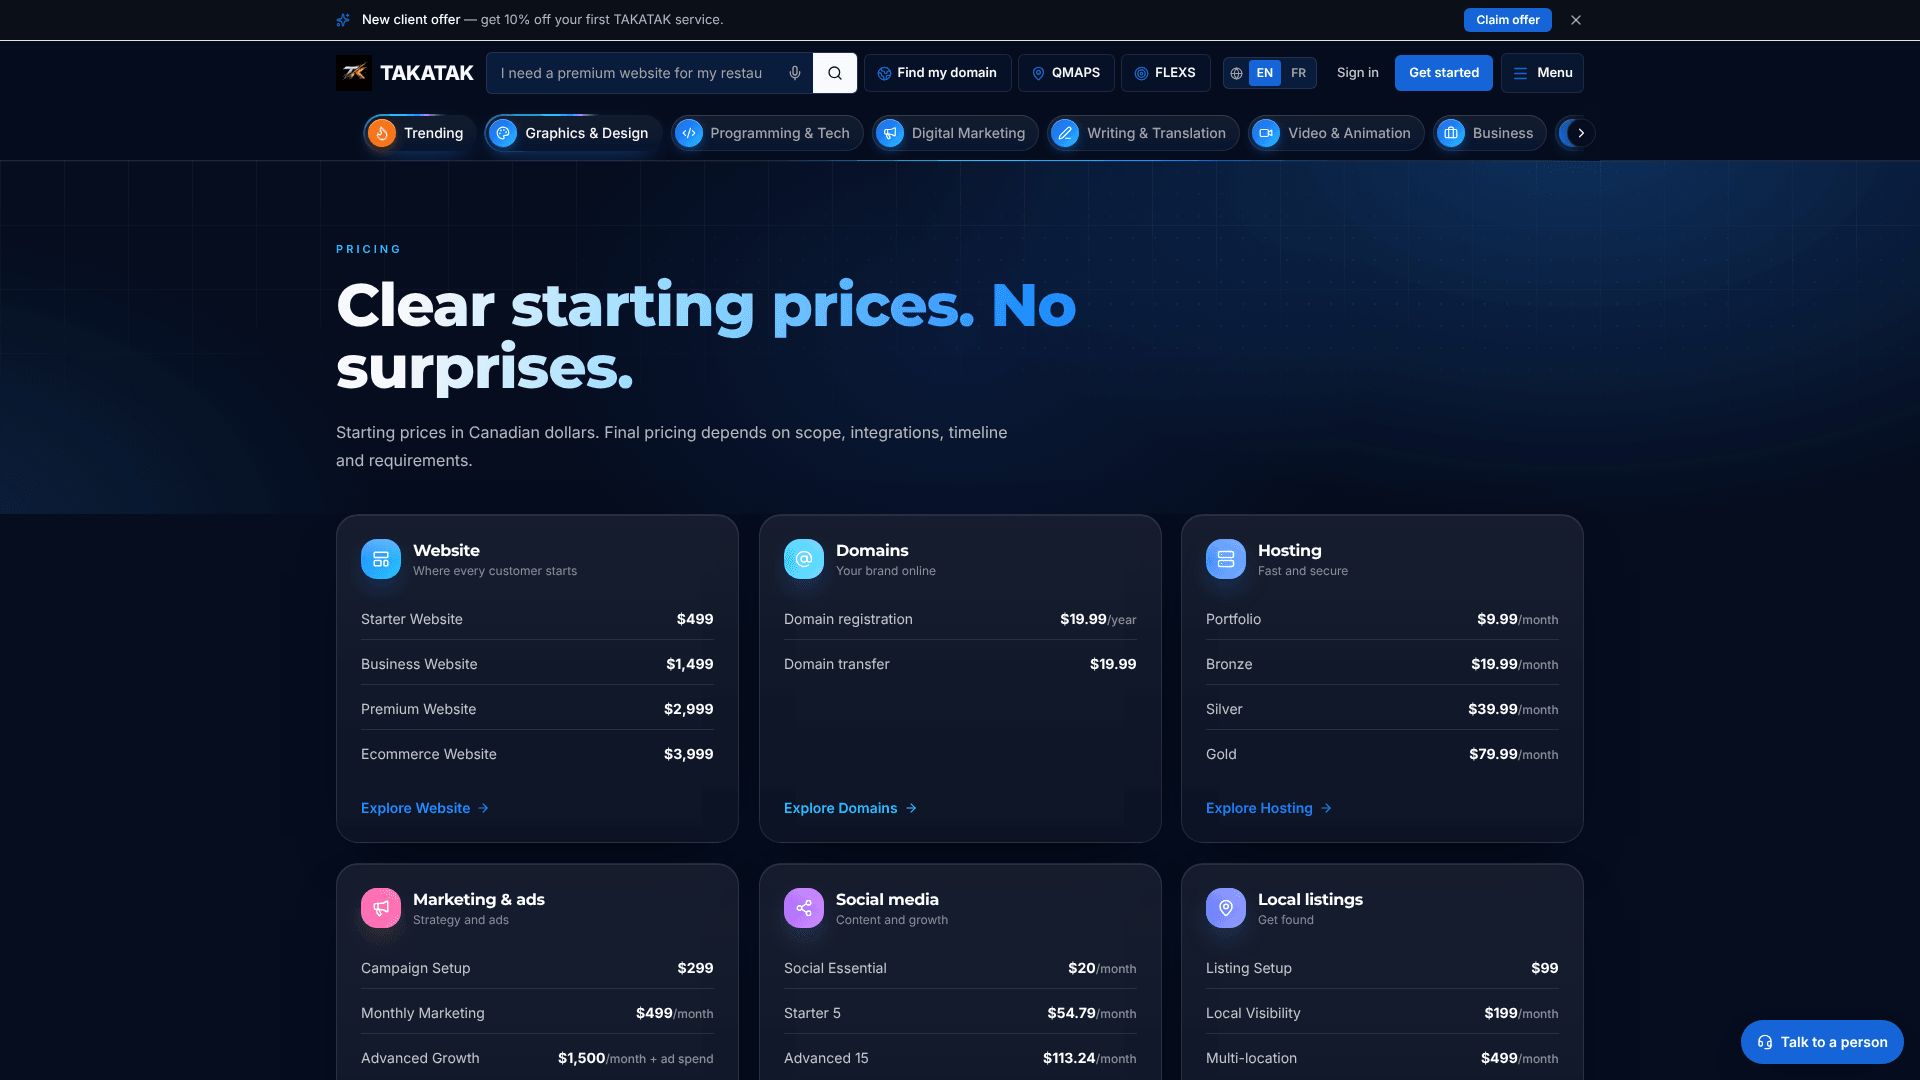 New client offer — get 10% off your first TAKATAK service.
Claim offer
TAKATAK
I need a premium website for my restau
Find my domain
QMAPS
FLEXS
EN
FR
Sign in
Get started
Menu
Trending
Graphics & Design
Programming & Tech
Digital Marketing
Writing & Translation
Video & Animation
Business
PRICING
Clear starting prices. No
surprises.
Starting prices in Canadian dollars. Final pricing depends on scope, integrations, timeline
and requirements.
Website
Where every customer starts
Starter Website $499
Business Website $1,499
Premium Website $2,999
Ecommerce Website $3,999
Explore Website
Domains
Your brand online
Domain registration $19.99/year
Domain transfer $19.99
Explore Domains
Hosting
Fast and secure
Portfolio $9.99/month
Bronze $19.99/month
Silver $39.99/month
Gold $79.99/month
Explore Hosting
Marketing & ads
Strategy and ads
Campaign Setup $299
Monthly Marketing $499/month
Advanced Growth $1,500/month + ad spend
Social media
Content and growth
Social Essential $20/month
Starter 5 $54.79/month
Advanced 15 $113.24/month
Local listings
Get found
Listing Setup $99
Local Visibility $199/month
Multi-location $499/month
Talk to a person